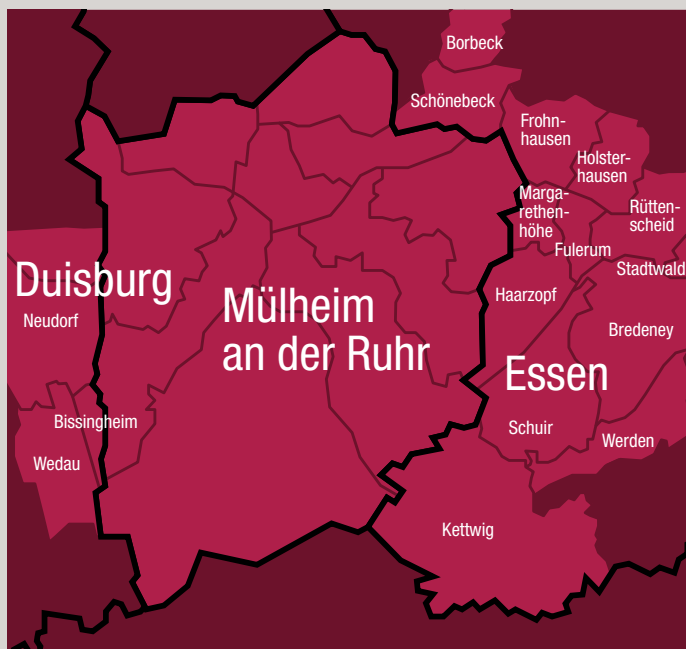 Borbeck
Schönebeck
Frohn-
hausen
Holster-
hausen
Marga-
rethen-
höhe
Rütten-
scheid
Fulerum
Stadtwald
Duisburg
Neudorf
Mülheim
an der Ruhr
Haarzopf
Bredeney
Essen
Bissingheim
Wedau
Schuir
Werden
Kettwig